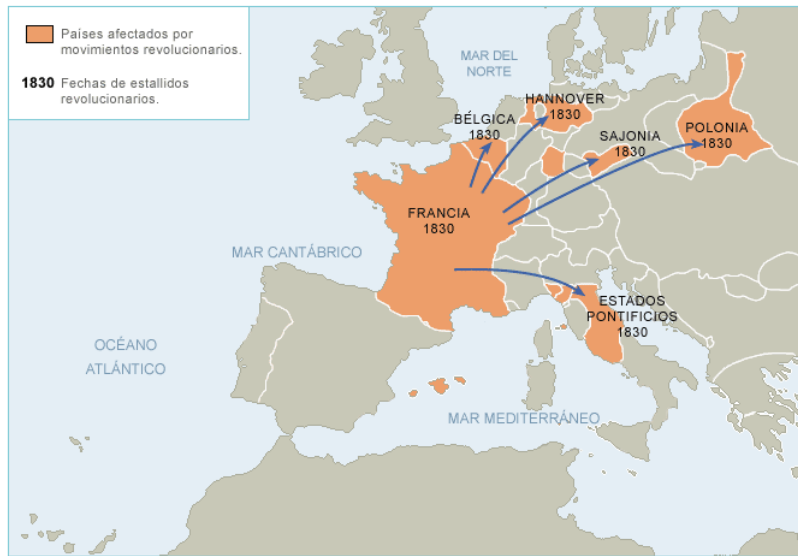 Países afectados por
movimientos revolucionarios.
1830 Fechas de estallidos
revolucionarios.
MAR DEL
NORTE
HANNOVER
1830
BÉLGICA
1830
SAJONIA
1830
POLONIA
1830
FRANCIA
1830
MAR CANTÁBRICO
ESTADOS
PONTIFICIOS
1830
OCÉANO
ATLÁNTICO
MAR MEDITERRÁNEO